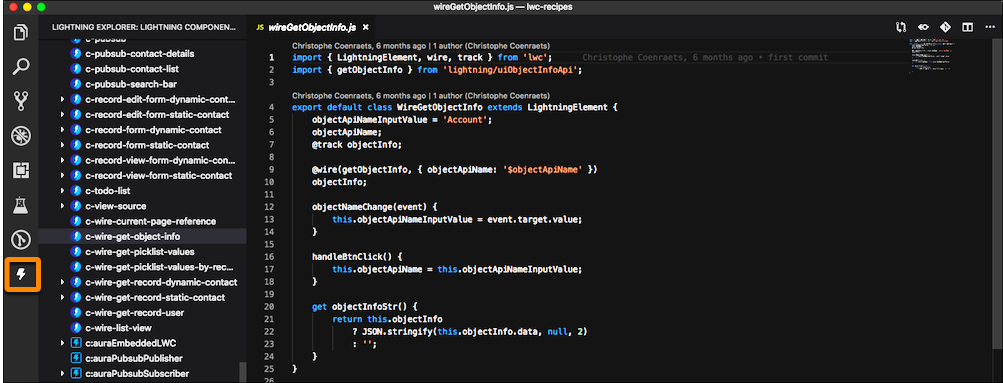 wireGetObjectInfo.js — lwc-recipes
LIGHTNING EXPLORER: LIGHTNING COMPONEN...
c-pubsub
c-pubsub-contact-details
c-pubsub-contact-list
c-pubsub-search-bar
c-record-edit-form-dynamic-cont...
c-record-edit-form-static-contact
c-record-form-dynamic-contact
c-record-form-static-contact
c-record-view-form-dynamic-co...
c-record-view-form-static-contact
c-todo-list
c-view-source
c-wire-current-page-reference
c-wire-get-object-info
c-wire-get-picklist-values
c-wire-get-picklist-values-by-rec...
c-wire-get-record-dynamic-contact
c-wire-get-record-static-contact
c-wire-get-record-user
c-wire-list-view
c:auraEmbeddedLWC
c:auraPubsubPublisher
c:auraPubsubSubscriber
JS wireGetObjectInfo.js ×
Christophe Coenraets, 6 months ago | 1 author (Christophe Coenraets)
1 import { LightningElement, wire, track } from 'lwc'; Christophe Coenraets, 6 months ago • first commit
2 import { getObjectInfo } from 'lightning/uiObjectInfoApi';
3
Christophe Coenraets, 6 months ago | 1 author (Christophe Coenraets)
4 export default class WireGetObjectInfo extends LightningElement {
5 objectApiNameInputValue = 'Account';
6 objectApiName;
7 @track objectInfo;
8
9 @wire(getObjectInfo, { objectApiName: '$objectApiName' })
10 objectInfo;
11
12 objectNameChange(event) {
13 this.objectApiNameInputValue = event.target.value;
14 }
15
16 handleBtnClick() {
17 this.objectApiName = this.objectApiNameInputValue;
18 }
19
20 get objectInfoStr() {
21 return this.objectInfo
22 ? JSON.stringify(this.objectInfo.data, null, 2)
23 : '';
24 }
25 }
26